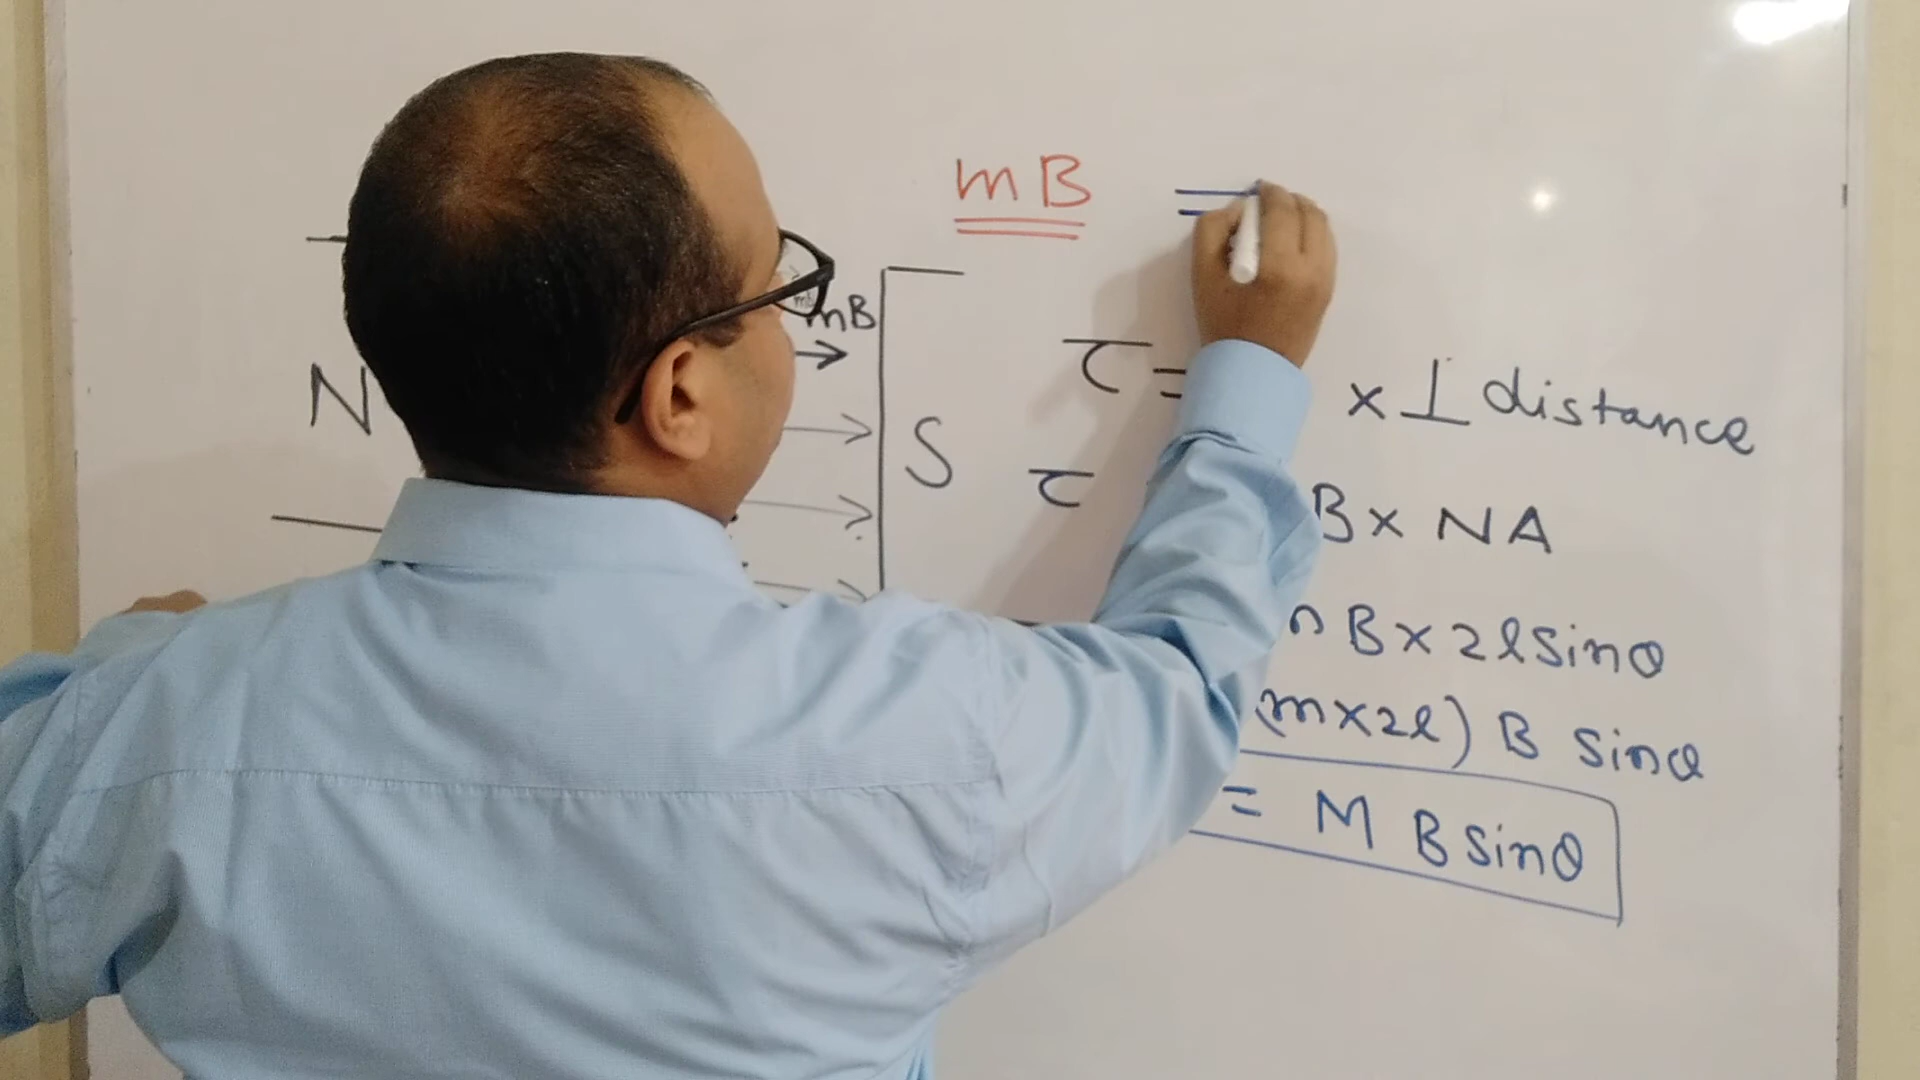 mB =
mB
N
S
τ = × ⊥ distance
τ B × NA
B × 2l sinθ
(m×2l) B sinθ
= M B sinθ